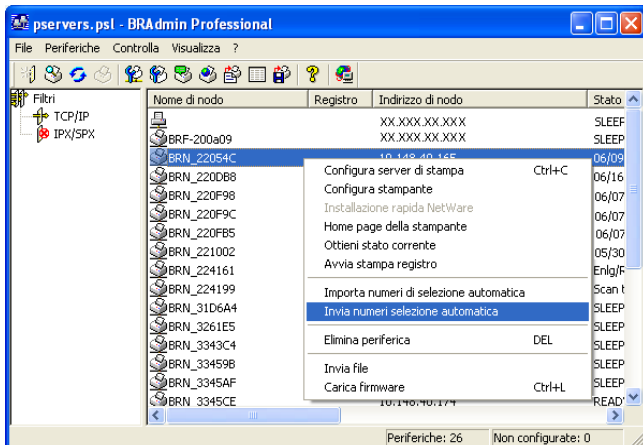 pservers.psl - BRAdmin Professional
File Periferiche Controlla Visualizza ?
Filtri
TCP/IP
IPX/SPX
Nome di nodo Registro Indirizzo di nodo Stato
XX.XXX.XX.XXX SLEEP
BRF-200a09 XX.XXX.XX.XXX SLEEP
BRN_22054C 06/09
BRN_220DB8 06/16
BRN_220F98 06/07
BRN_220F9C 06/07
BRN_220FB5 06/07
BRN_221002 05/30
BRN_224161 Enlg/R
BRN_224199 Scan t
BRN_31D6A4 SLEEP
BRN_3261E5 SLEEP
BRN_3343C4 SLEEP
BRN_33459B SLEEP
BRN_3345AF SLEEP
BRN_3345CE READ
Configura server di stampa Ctrl+C
Configura stampante
Installazione rapida NetWare
Home page della stampante
Ottieni stato corrente
Avvia stampa registro
Importa numeri di selezione automatica
Invia numeri selezione automatica
Elimina periferica DEL
Invia file
Carica firmware Ctrl+L
Periferiche: 26 Non configurate: 0